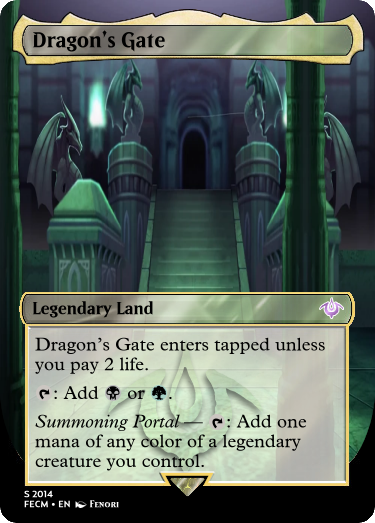 Dragon's Gate
Legendary Land
Dragon's Gate enters tapped unless
you pay 2 life.
: Add or .
Summoning Portal — : Add one
mana of any color of a legendary
creature you control.
S 2014
FECM • EN Fenori